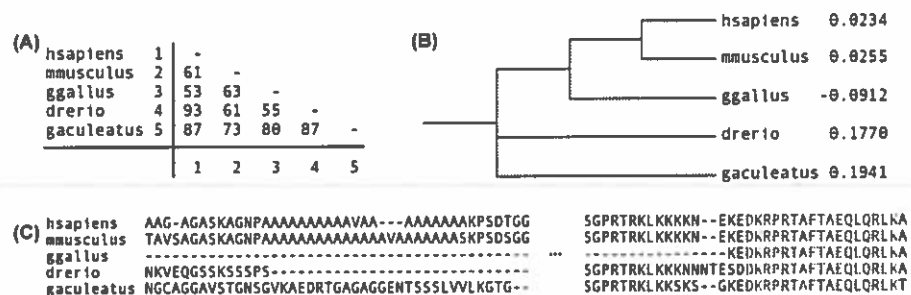 (A)
hsapiens 1 -
mmusculus 2 61 -
ggallus 3 53 63 -
drerio 4 93 61 55 -
gaculeatus 5 87 73 80 87 -
1 2 3 4 5
(B)
hsapiens 0.0234
mmusculus 0.0255
ggallus -0.0912
drerio 0.1770
gaculeatus 0.1941
(C)
hsapiens AAG-AGASKAGNPAAAAAAAAAAVAA---AAAAAAAKPSDTGG SGPRTRKLKKKKN--EKEDKRPRTAFTAEQLQRLKA
mmusculus TAVSAGASKAGNPAAAAAAAAAAAAAAVAAAAAAASKPSDSGG ... SGPRTRKLKKKKN--EKEDKRPRTAFTAEQLQRLKA
ggallus ------------------------------------------- -------------KEDKRPRTAFTAEQLQRLKA
drerio NKVEQGSSKSSSPS----------------------------- SGPRTRKLKKKNNNTESDDKRPRTAFTAEQLQRLKA
gaculeatus NGCAGGAVSTGNSGVKAEDRTGAGAGGENTSSSLVVLKGTG-- SGPRTRKLKKSKS--GKEDKRPRTAFTAEQLQRLKT